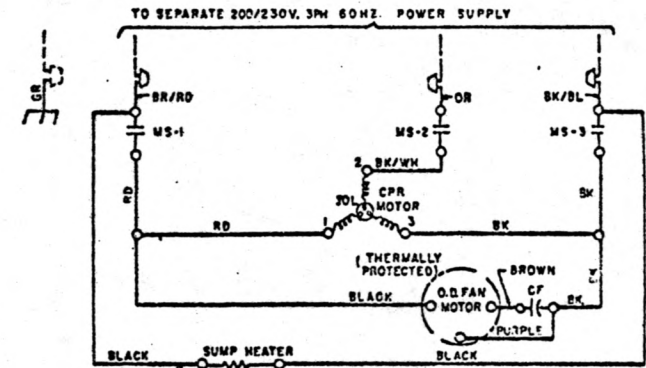 TO SEPARATE 200/230V. 3PH 60HZ. POWER SUPPLY
GR
BR/RD
OR
BK/BL
MS-1
MS-2
MS-3
2 BK/WH
RD
CPR
MOTOR
BK
1
3
RD
BK
(THERMALLY
PROTECTED)
BROWN
BLACK
O.D. FAN
MOTOR
CF
BK
BK
PURPLE
BLACK
SUMP HEATER
BLACK